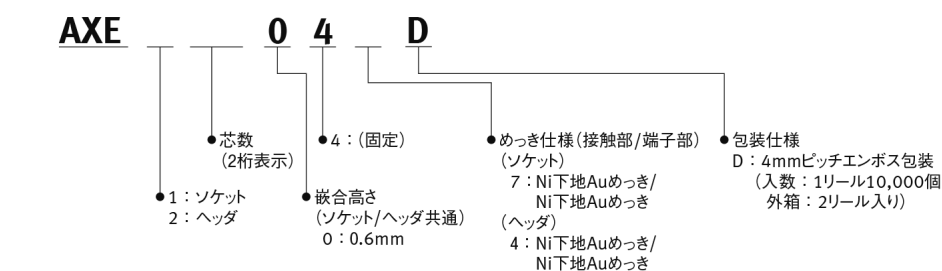 AXE 0 4 D
●芯数
(2桁表示)
●4：(固定)
●めっき仕様(接触部/端子部)
(ソケット)
7：Ni下地Auめっき/
Ni下地Auめっき
(ヘッダ)
4：Ni下地Auめっき/
Ni下地Auめっき
●包装仕様
D：4mmピッチエンボス包装
(入数：1リール10,000個
外箱：2リール入り)
●1：ソケット
2：ヘッダ
●嵌合高さ
(ソケット/ヘッダ共通)
0：0.6mm